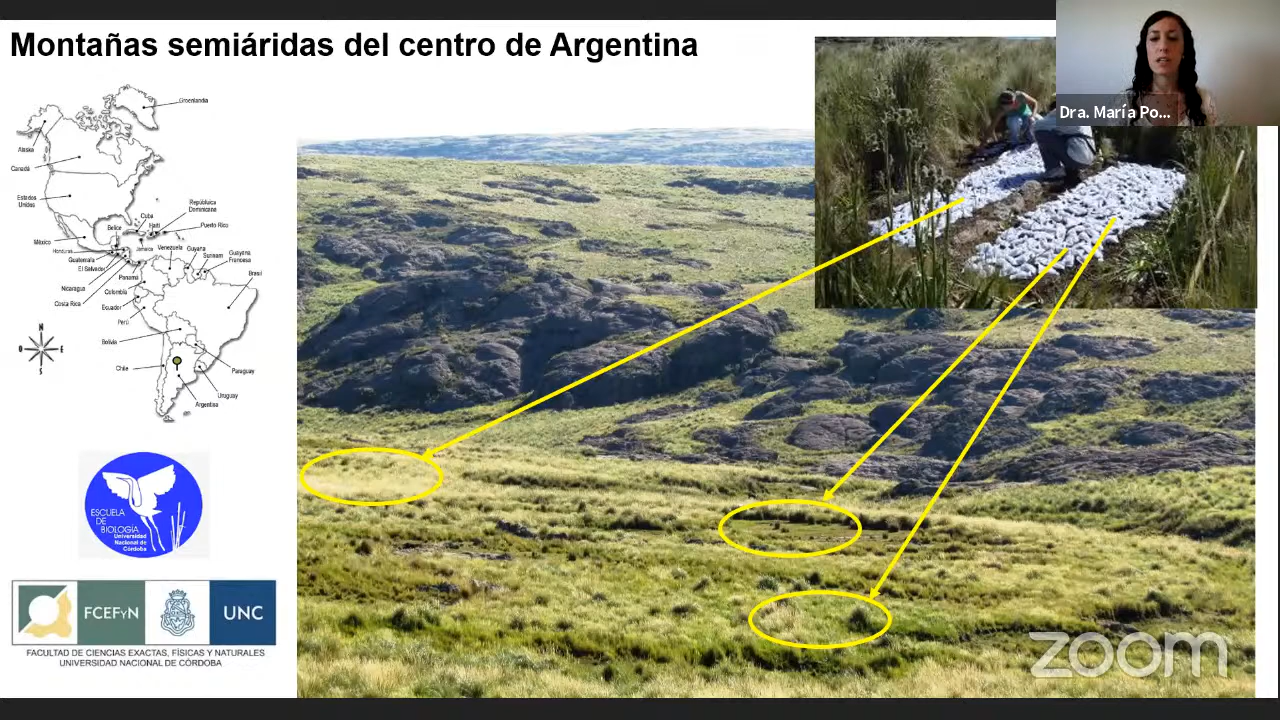 Montañas semiáridas del centro de Argentina
Dra. María Po...
Groenlandia
Alaska
Canadá
Estados
Unidos
México
Belice
Cuba
Haití
República
Dominicana
Puerto Rico
Jamaica
Honduras
Guatemala
El Salvador
Nicaragua
Costa Rica
Panamá
Venezuela
Guyana
Surinam
Guayana
Francesa
Colombia
Ecuador
Perú
Brasil
Bolivia
Chile
Paraguay
Uruguay
Argentina
N
O
E
S
ESCUELA
DE
BIOLOGÍA
Universidad
Nacional de
Córdoba
FCEFyN
UNC
FACULTAD DE CIENCIAS EXACTAS, FÍSICAS Y NATURALES
UNIVERSIDAD NACIONAL DE CÓRDOBA
zoom